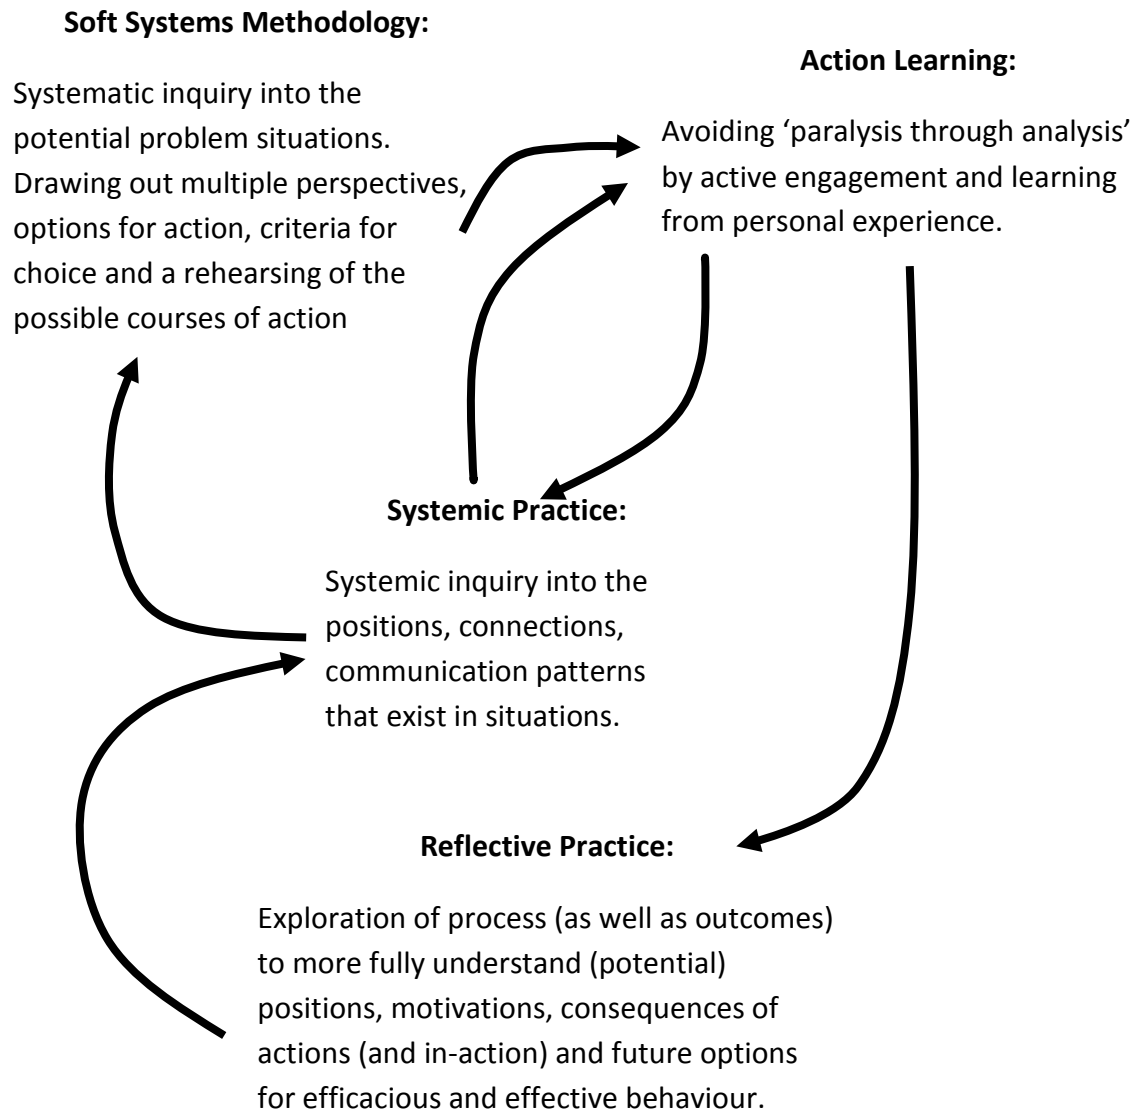 Soft Systems Methodology:
Systematic inquiry into the
potential problem situations.
Drawing out multiple perspectives,
options for action, criteria for
choice and a rehearsing of the
possible courses of action
Action Learning:
Avoiding ‘paralysis through analysis’
by active engagement and learning
from personal experience.
Systemic Practice:
Systemic inquiry into the
positions, connections,
communication patterns
that exist in situations.
Reflective Practice:
Exploration of process (as well as outcomes)
to more fully understand (potential)
positions, motivations, consequences of
actions (and in-action) and future options
for efficacious and effective behaviour.